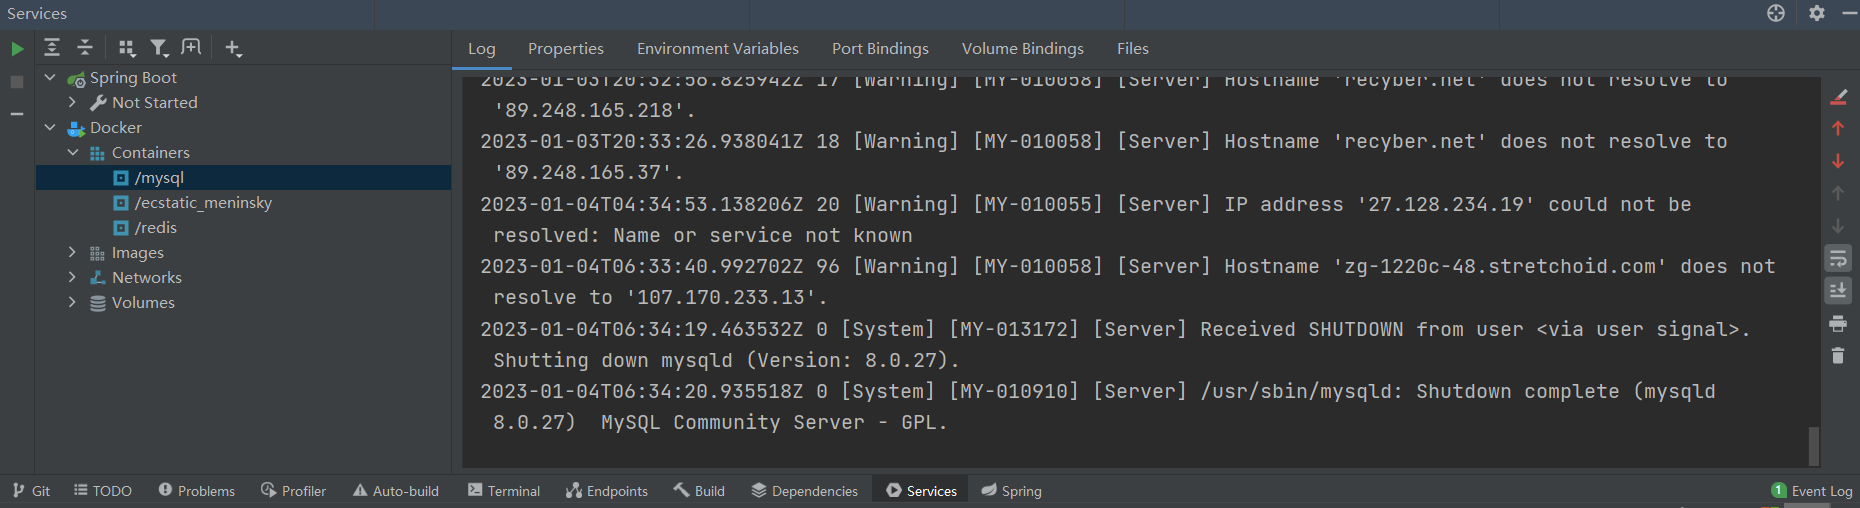 Services
Log Properties Environment Variables Port Bindings Volume Bindings Files
Spring Boot
Not Started
Docker
Containers
/mysql
/ecstatic_meninsky
/redis
Images
Networks
Volumes
2023-01-03T20:32:56.825942Z 17 [Warning] [MY-010058] [Server] Hostname 'recyber.net' does not resolve to
'89.248.165.218'.
2023-01-03T20:33:26.938041Z 18 [Warning] [MY-010058] [Server] Hostname 'recyber.net' does not resolve to
'89.248.165.37'.
2023-01-04T04:34:53.138206Z 20 [Warning] [MY-010055] [Server] IP address '27.128.234.19' could not be
resolved: Name or service not known
2023-01-04T06:33:40.992702Z 96 [Warning] [MY-010058] [Server] Hostname 'zg-1220c-48.stretchoid.com' does not
resolve to '107.170.233.13'.
2023-01-04T06:34:19.463532Z 0 [System] [MY-013172] [Server] Received SHUTDOWN from user <via user signal>.
Shutting down mysqld (Version: 8.0.27).
2023-01-04T06:34:20.935518Z 0 [System] [MY-010910] [Server] /usr/sbin/mysqld: Shutdown complete (mysqld
8.0.27)  MySQL Community Server - GPL.
Git TODO Problems Profiler Auto-build Terminal Endpoints Build Dependencies Services Spring 1 Event Log